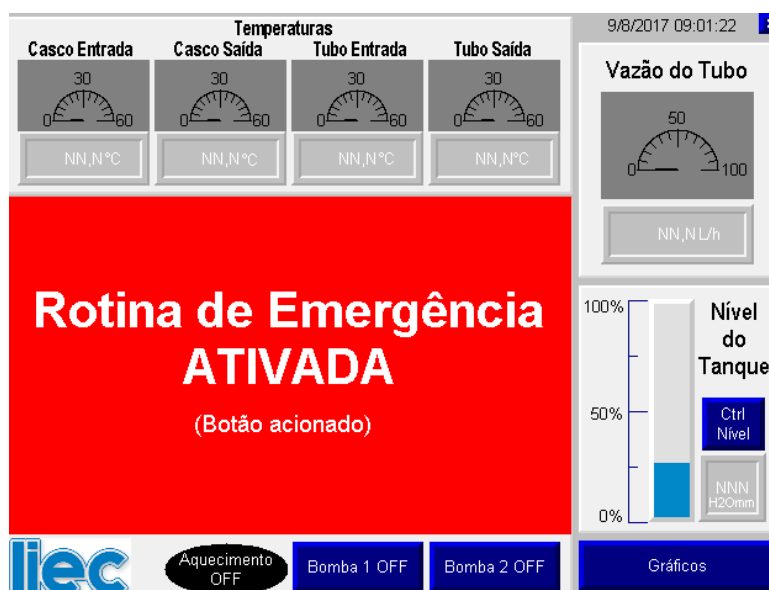 Temperaturas
9/8/2017 09:01:22
Casco Entrada
Casco Saída
Tubo Entrada
Tubo Saída
30
0
60
NN,N°C
30
0
60
NN,N°C
30
0
60
NN,N°C
30
0
60
NN,N°C
Vazão do Tubo
50
0
100
NN,N L/h
Rotina de Emergência
ATIVADA
(Botão acionado)
100%
50%
0%
Nível
do
Tanque
Ctrl
Nível
NNN
H2Omm
liec
Aquecimento
OFF
Bomba 1 OFF
Bomba 2 OFF
Gráficos